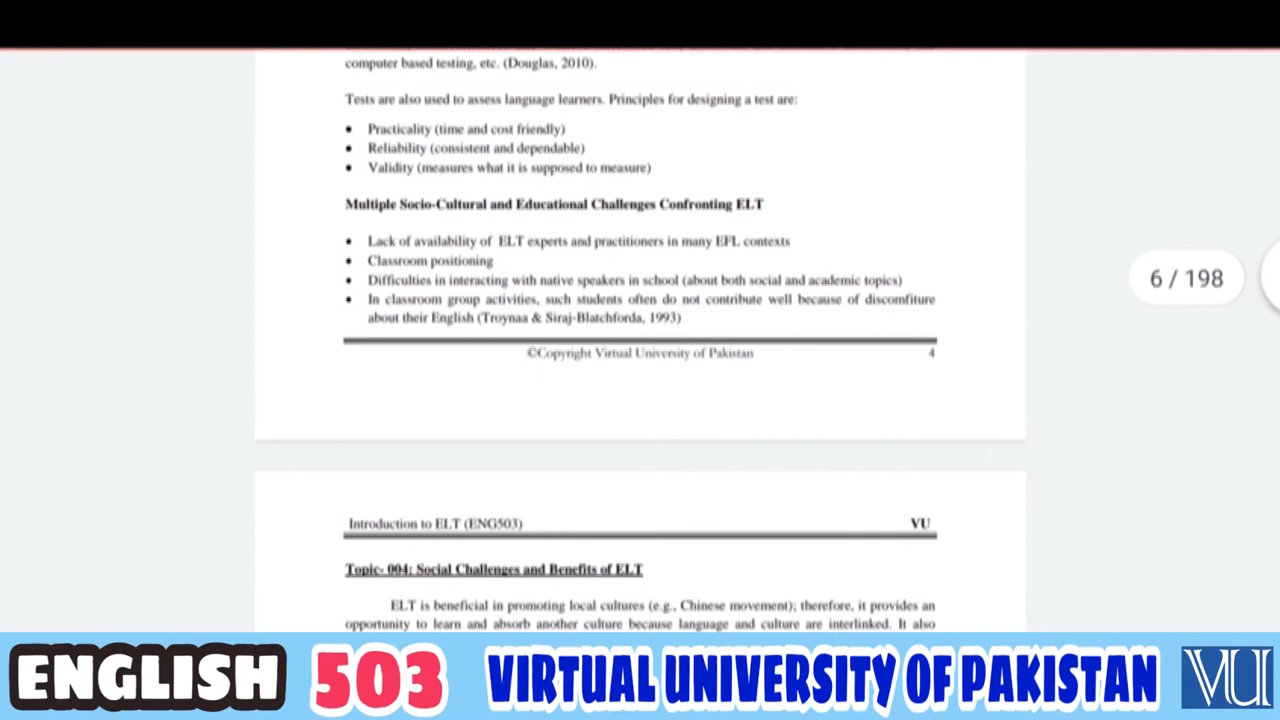 computer based testing, etc. (Douglas, 2010).
Tests are also used to assess language learners. Principles for designing a test are:
• Practicality (time and cost friendly)
• Reliability (consistent and dependable)
• Validity (measures what it is supposed to measure)
Multiple Socio-Cultural and Educational Challenges Confronting ELT
• Lack of availability of ELT experts and practitioners in many EFL contexts
• Classroom positioning
• Difficulties in interacting with native speakers in school (about both social and academic topics)
• In classroom group activities, such students often do not contribute well because of discomfiture
about their English (Troynaa & Siraj-Blatchforda, 1993)
©Copyright Virtual University of Pakistan 4
6 / 198
Introduction to ELT (ENG503) VU
Topic- 004: Social Challenges and Benefits of ELT
ELT is beneficial in promoting local cultures (e.g., Chinese movement); therefore, it provides an
opportunity to learn and absorb another culture because language and culture are interlinked. It also
ENGLISH 503 VIRTUAL UNIVERSITY OF PAKISTAN VU